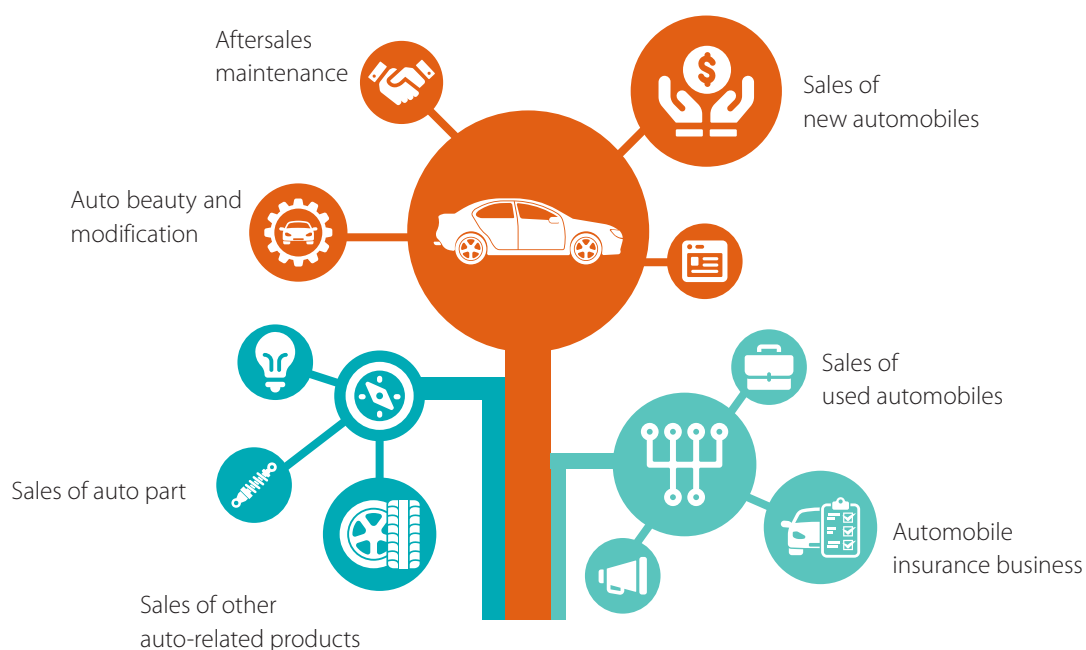 Aftersales
maintenance
Sales of
new automobiles
Auto beauty and
modification
Sales of
used automobiles
Sales of auto part
Automobile
insurance business
Sales of other
auto-related products